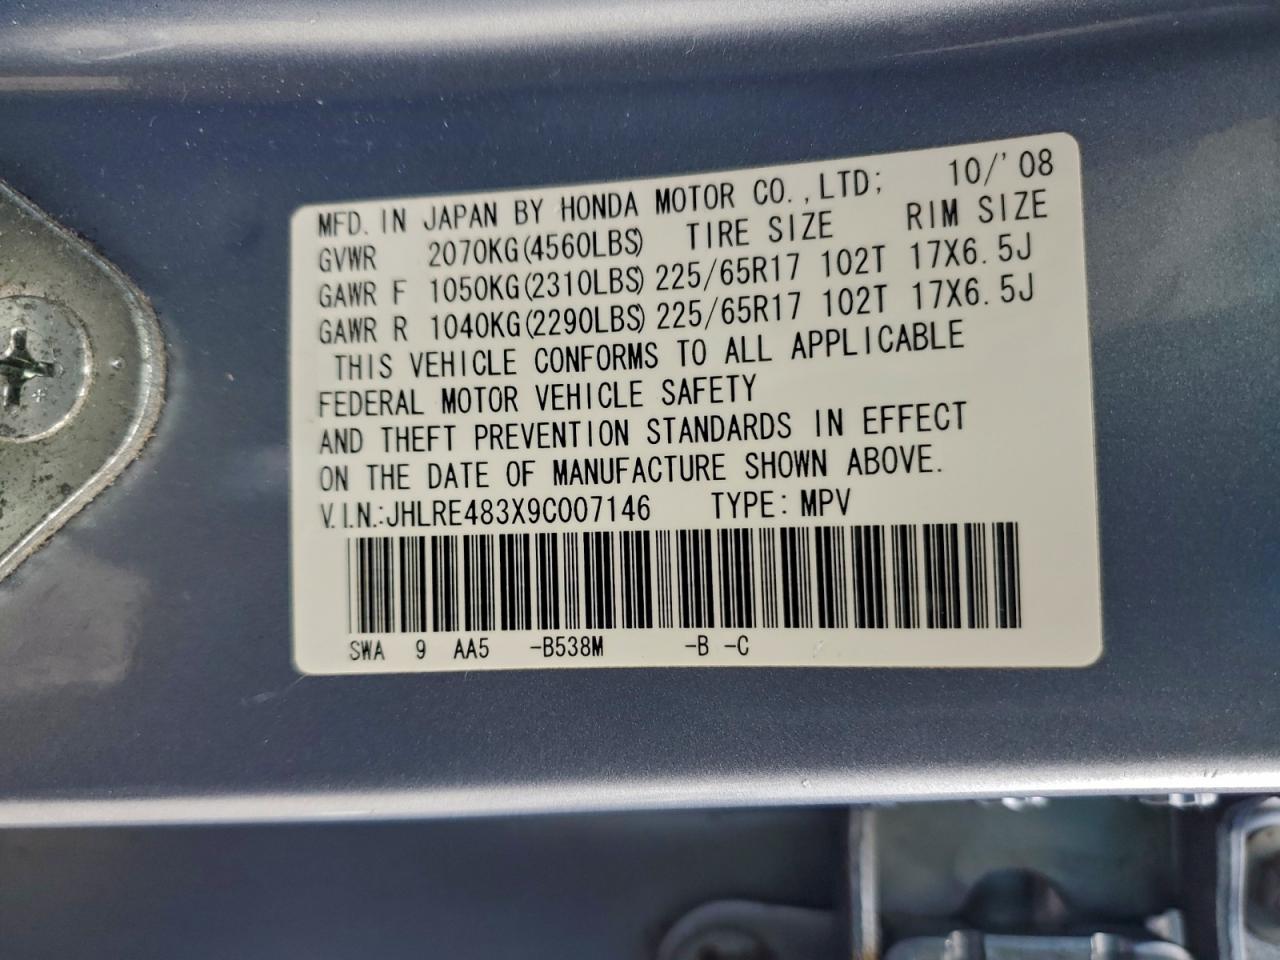 MFD. IN JAPAN BY HONDA MOTOR CO., LTD; 10/'08
GVWR 2070KG(4560LBS) TIRE SIZE RIM SIZE
GAWR F 1050KG(2310LBS) 225/65R17 102T 17X6.5J
GAWR R 1040KG(2290LBS) 225/65R17 102T 17X6.5J
THIS VEHICLE CONFORMS TO ALL APPLICABLE
FEDERAL MOTOR VEHICLE SAFETY
AND THEFT PREVENTION STANDARDS IN EFFECT
ON THE DATE OF MANUFACTURE SHOWN ABOVE.
V.I.N.:JHLRE483X9C007146 TYPE: MPV
SWA 9 AA5 -B538M -B -C